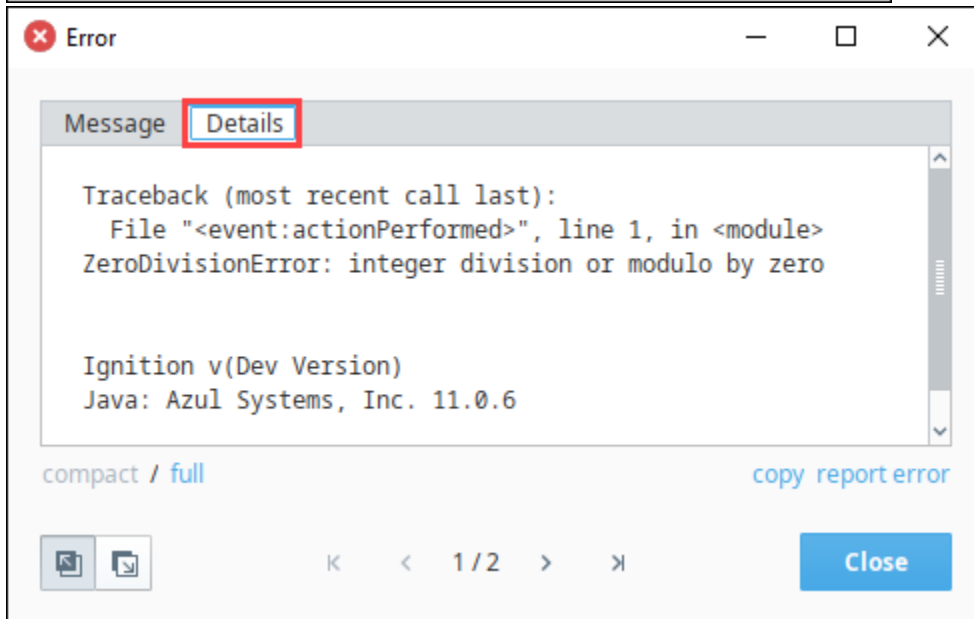 Error
Message Details
Traceback (most recent call last):
File "<event:actionPerformed>", line 1, in <module>
ZeroDivisionError: integer division or modulo by zero
Ignition v(Dev Version)
Java: Azul Systems, Inc. 11.0.6
compact / full copy report error
1 / 2 Close